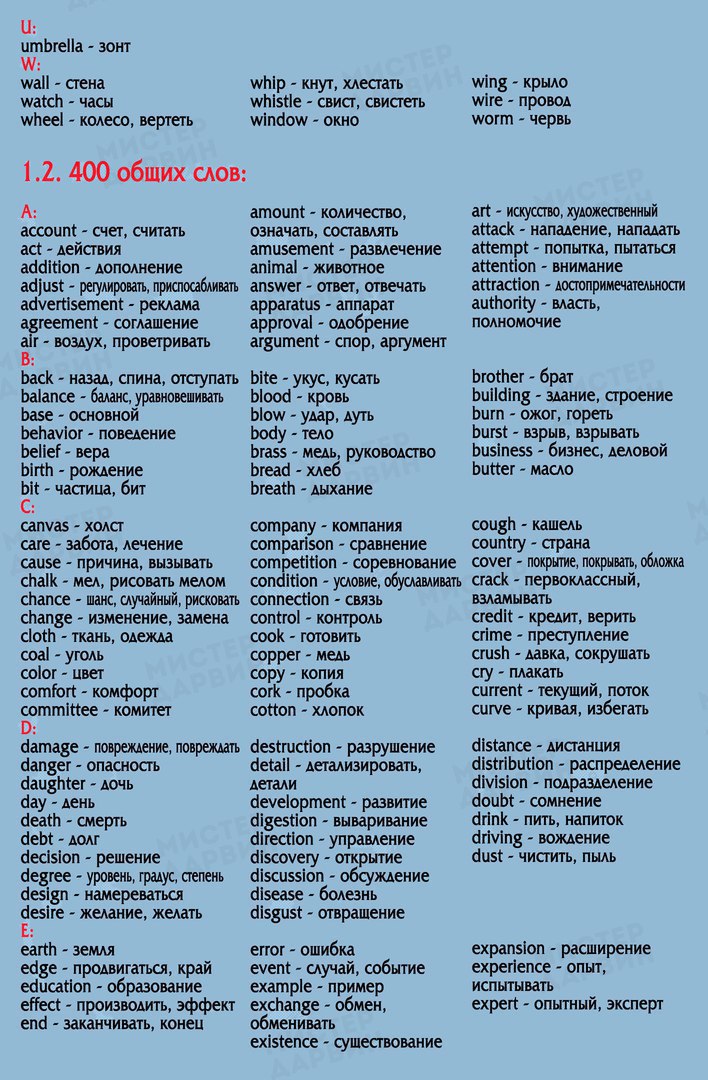 U:
umbrella - зонт
W:
wall - стена
watch - часы
wheel - колесо, вертеть
whip - кнут, хлестать
whistle - свист, свистеть
window - окно
wing - крыло
wire - провод
worm - червь
1.2. 400 общих слов:
A:
account - счет, считать
act - действия
addition - дополнение
adjust - регулировать, приспосабливать
advertisement - реклама
agreement - соглашение
air - воздух, проветривать
amount - количество,
означать, составлять
amusement - развлечение
animal - животное
answer - ответ, отвечать
apparatus - аппарат
approval - одобрение
argument - спор, аргумент
art - искусство, художественный
attack - нападение, нападать
attempt - попытка, пытаться
attention - внимание
attraction - достопримечательности
authority - власть,
полномочие
B:
back - назад, спина, отступать
balance - баланс, уравновешивать
base - основной
behavior - поведение
belief - вера
birth - рождение
bit - частица, бит
bite - укус, кусать
blood - кровь
blow - удар, дуть
body - тело
brass - медь, руководство
bread - хлеб
breath - дыхание
brother - брат
building - здание, строение
burn - ожог, гореть
burst - взрыв, взрывать
business - бизнес, деловой
butter - масло
C:
canvas - холст
care - забота, лечение
cause - причина, вызывать
chalk - мел, рисовать мелом
chance - шанс, случайный, рисковать
change - изменение, замена
cloth - ткань, одежда
coal - уголь
color - цвет
comfort - комфорт
committee - комитет
company - компания
comparison - сравнение
competition - соревнование
condition - условие, обуславливать
connection - связь
control - контроль
cook - готовить
copper - медь
copy - копия
cork - пробка
cotton - хлопок
cough - кашель
country - страна
cover - покрытие, покрывать, обложка
crack - первоклассный,
взламывать
credit - кредит, верить
crime - преступление
crush - давка, сокрушать
cry - плакать
current - текущий, поток
curve - кривая, избегать
D:
damage - повреждение, повреждать
danger - опасность
daughter - дочь
day - день
death - смерть
debt - долг
decision - решение
degree - уровень, градус, степень
design - намереваться
desire - желание, желать
destruction - разрушение
detail - детализировать,
детали
development - развитие
digestion - вываривание
direction - управление
discovery - открытие
discussion - обсуждение
disease - болезнь
disgust - отвращение
distance - дистанция
distribution - распределение
division - подразделение
doubt - сомнение
drink - пить, напиток
driving - вождение
dust - чистить, пыль
E:
earth - земля
edge - продвигаться, край
education - образование
effect - производить, эффект
end - заканчивать, конец
error - ошибка
event - случай, событие
example - пример
exchange - обмен,
обменивать
existence - существование
expansion - расширение
experience - опыт,
испытывать
expert - опытный, эксперт
МИСТЕР
ДАРВИН